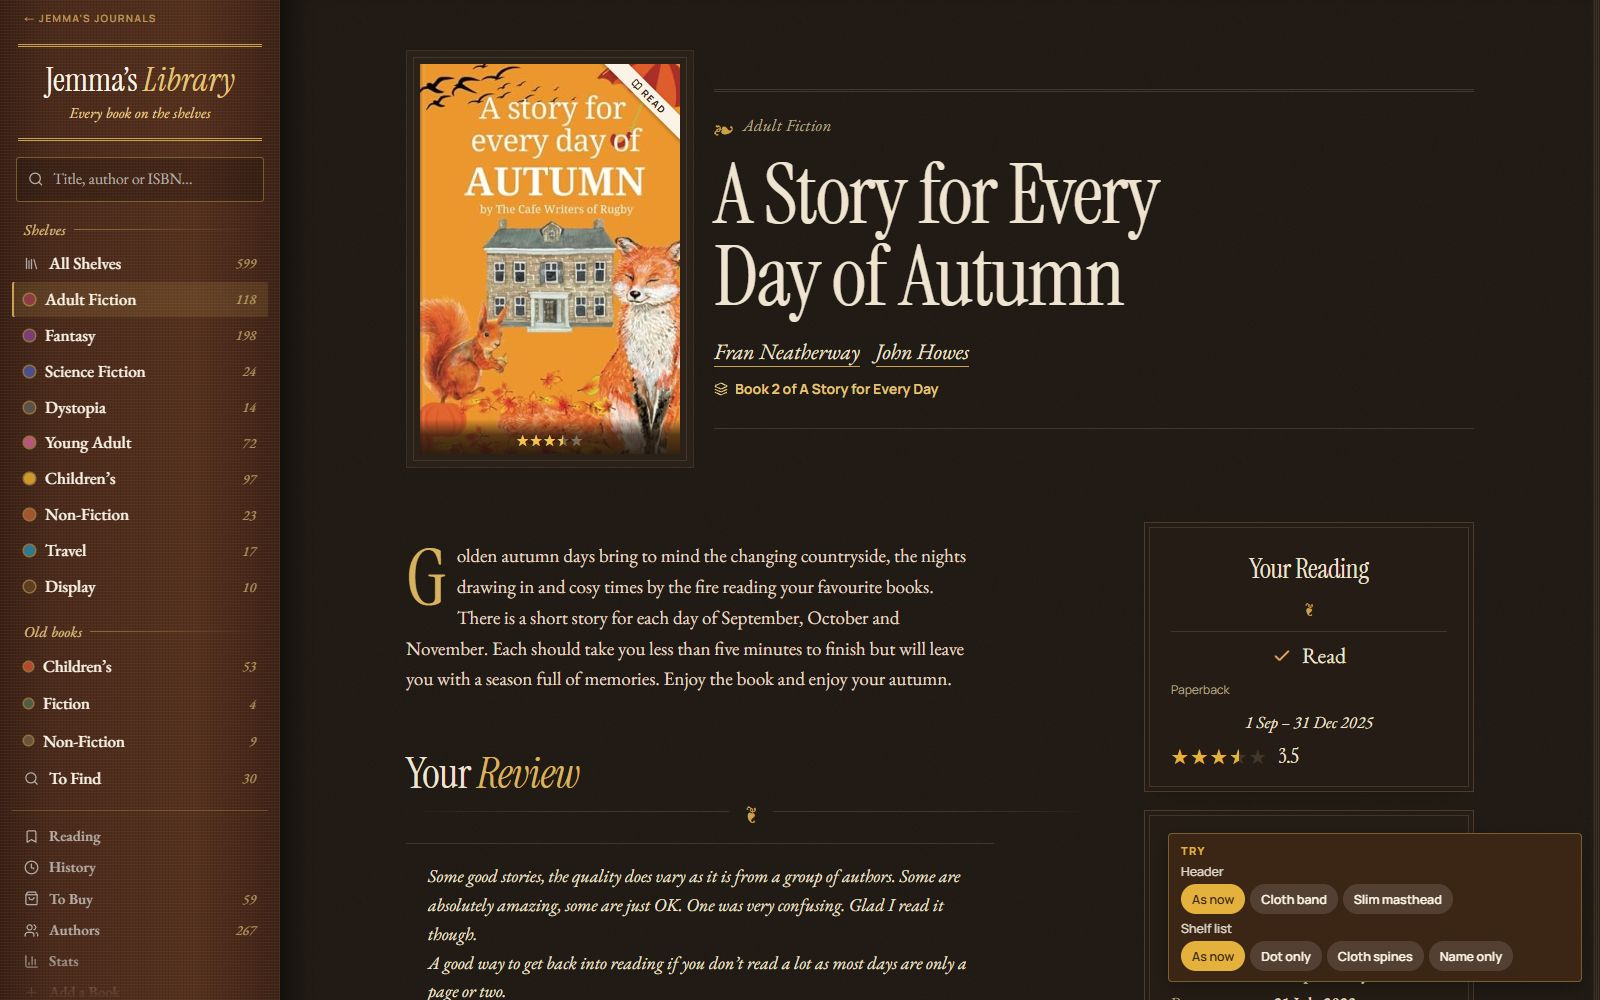 ← JEMMA'S JOURNALS
Jemma's Library
Every book on the shelves
Title, author or ISBN...
Shelves
All Shelves 599
Adult Fiction 118
Fantasy 198
Science Fiction 24
Dystopia 14
Young Adult 72
Children's 97
Non-Fiction 23
Travel 17
Display 10
Old books
Children's 53
Fiction 4
Non-Fiction 9
To Find 30
Reading
History
To Buy 59
Authors 267
Stats
+ Add a Book
READ
A story for
every day of
AUTUMN
by The Cafe Writers of Rugby
Adult Fiction
A Story for Every
Day of Autumn
Fran Neatherway John Howes
Book 2 of A Story for Every Day
Golden autumn days bring to mind the changing countryside, the nights
drawing in and cosy times by the fire reading your favourite books.
There is a short story for each day of September, October and
November. Each should take you less than five minutes to finish but will leave
you with a season full of memories. Enjoy the book and enjoy your autumn.
Your Review
Some good stories, the quality does vary as it is from a group of authors. Some are
absolutely amazing, some are just OK. One was very confusing. Glad I read it
though.
A good way to get back into reading if you don't read a lot as most days are only a
page or two.
Your Reading
Read
Paperback
1 Sep – 31 Dec 2025
3.5
TRY
Header
As now Cloth band Slim masthead
Shelf list
As now Dot only Cloth spines Name only